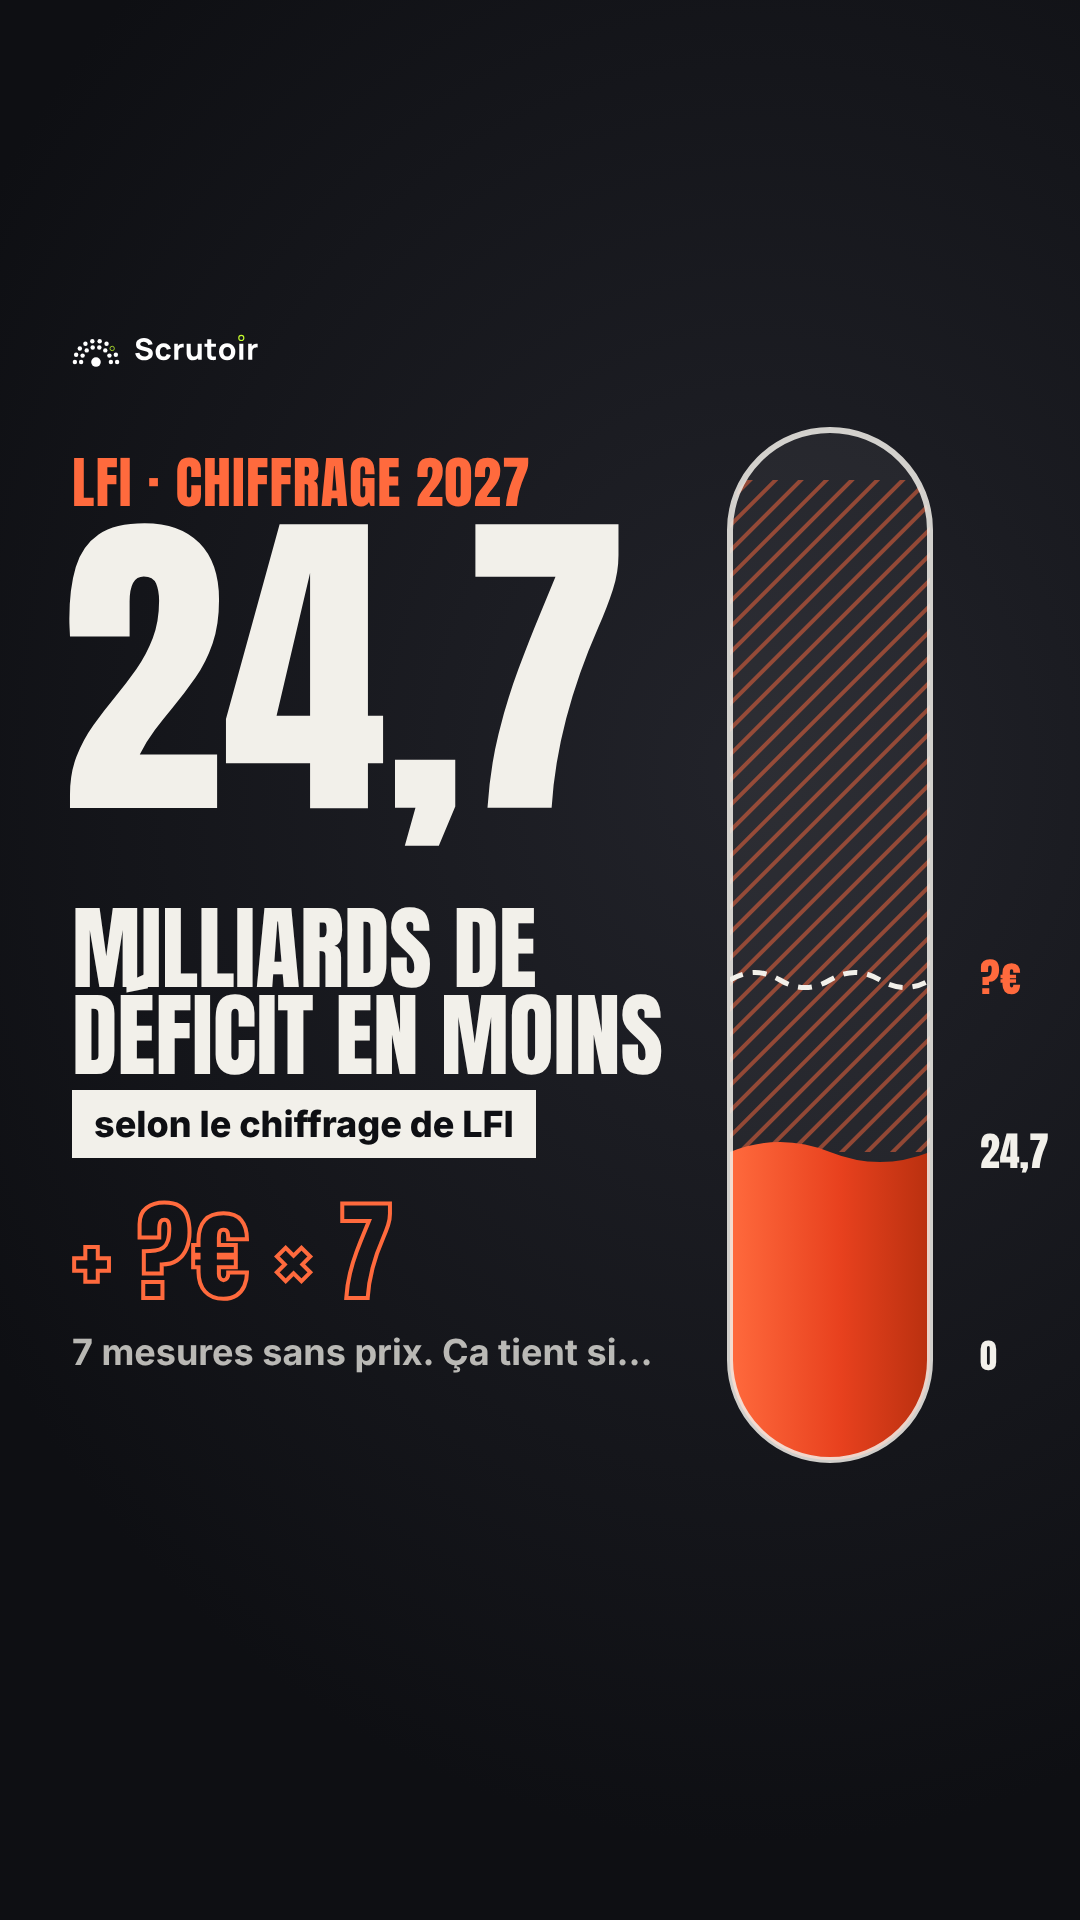 Scrutoir
LFI · CHIFFRAGE 2027
24,7
MILLIARDS DE
DÉFICIT EN MOINS
selon le chiffrage de LFI
+ ?€ × 7
7 mesures sans prix. Ça tient si…
?€
24,7
0